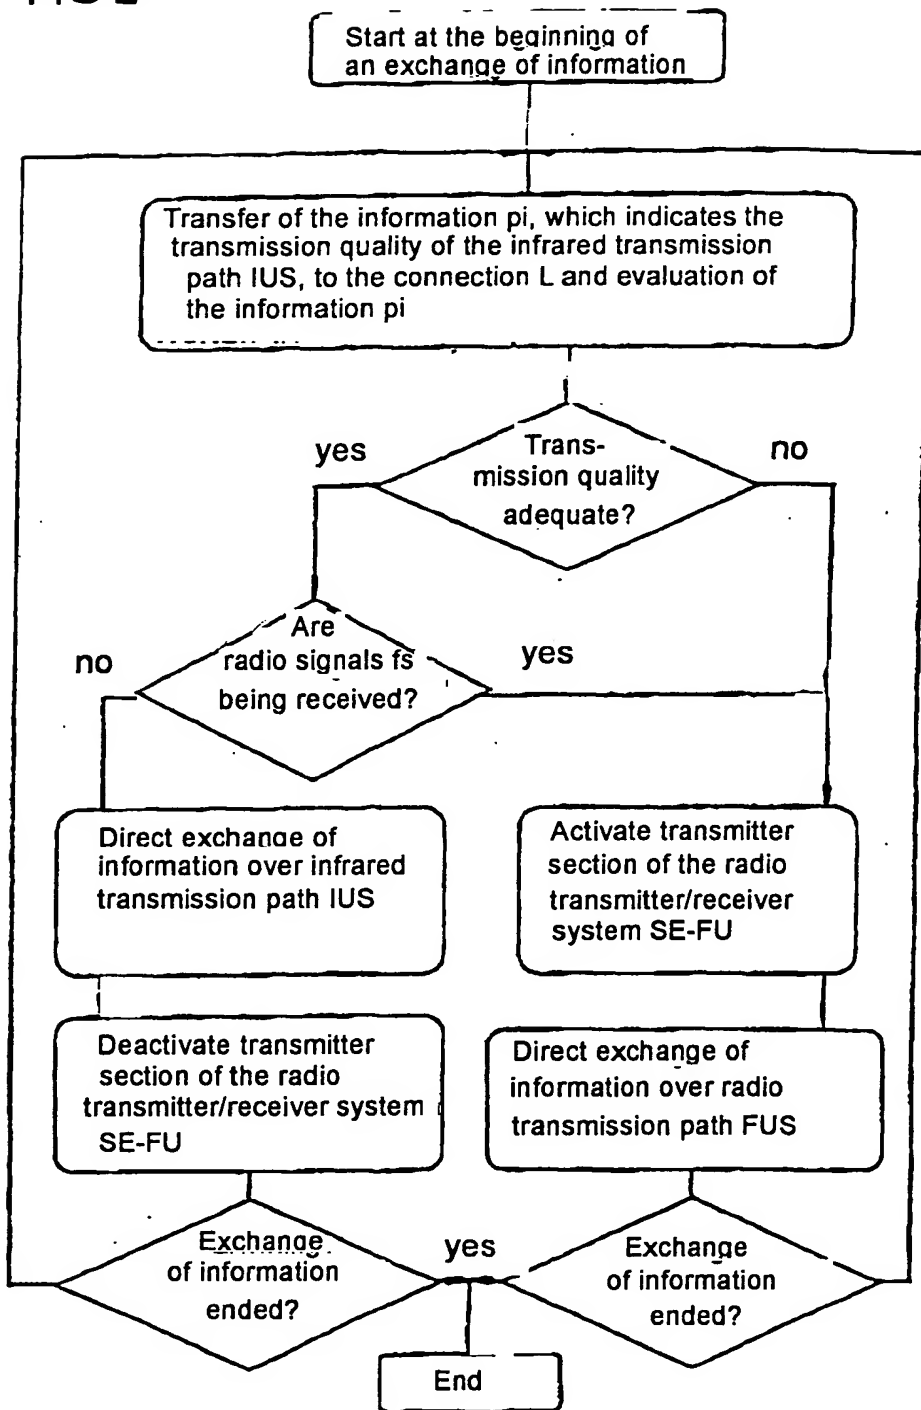 Start at the beginning of
an exchange of information
Transfer of the information pi, which indicates the
transmission quality of the infrared transmission
path IUS, to the connection L and evaluation of
the information pi
yes
Trans-
mission quality
adequate?
no
no
Are
radio signals fs
being received?
yes
Direct exchange of
information over infrared
transmission path IUS
Activate transmitter
section of the radio
transmitter/receiver
system SE-FU
Deactivate transmitter
section of the radio
transmitter/receiver system
SE-FU
Direct exchange of
information over radio
transmission path FUS
Exchange
of information
ended?
yes
Exchange
of information
ended?
End